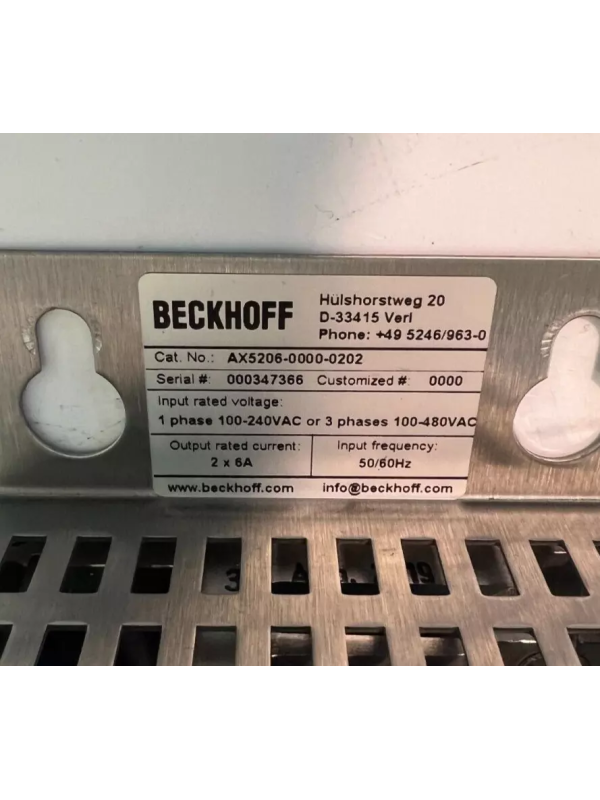 BECKHOFF
Hülshorstweg 20
D-33415 Verl
Phone: +49 5246/963-0
Cat. No.: AX5206-0000-0202
Serial #: 000347366 Customized #: 0000
Input rated voltage:
1 phase 100-240VAC or 3 phases 100-480VAC
Output rated current:
2 x 6A
Input frequency:
50/60Hz
www.beckhoff.com
info@beckhoff.com